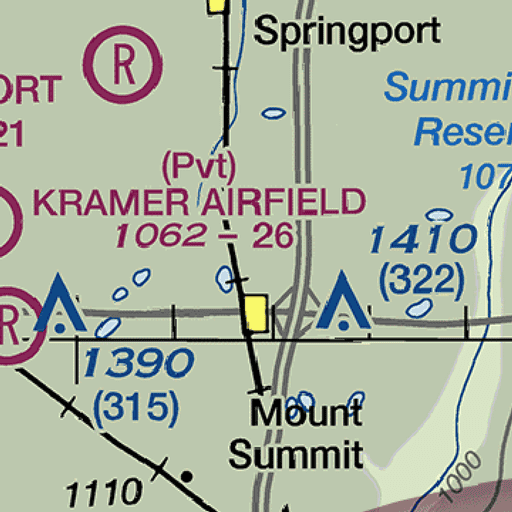 Springport
R
ORT
21
Summi
Reser
107
(Pvt)
KRAMER AIRFIELD
1062 - 26
1410
(322)
R
1390
(315)
Mount
Summit
1110
1000